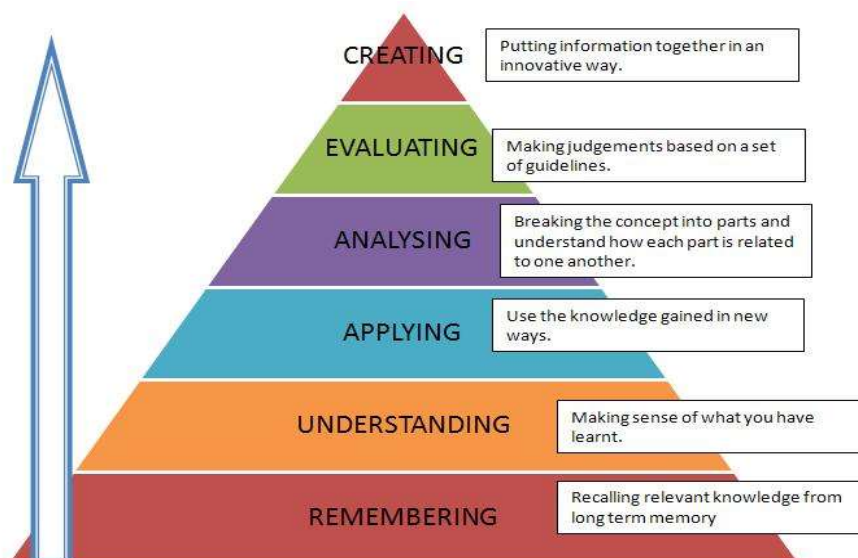 CREATING
Putting information together in an
innovative way.
EVALUATING
Making judgements based on a set
of guidelines.
ANALYSING
Breaking the concept into parts and
understand how each part is related
to one another.
APPLYING
Use the knowledge gained in new
ways.
UNDERSTANDING
Making sense of what you have
learnt.
REMEMBERING
Recalling relevant knowledge from
long term memory